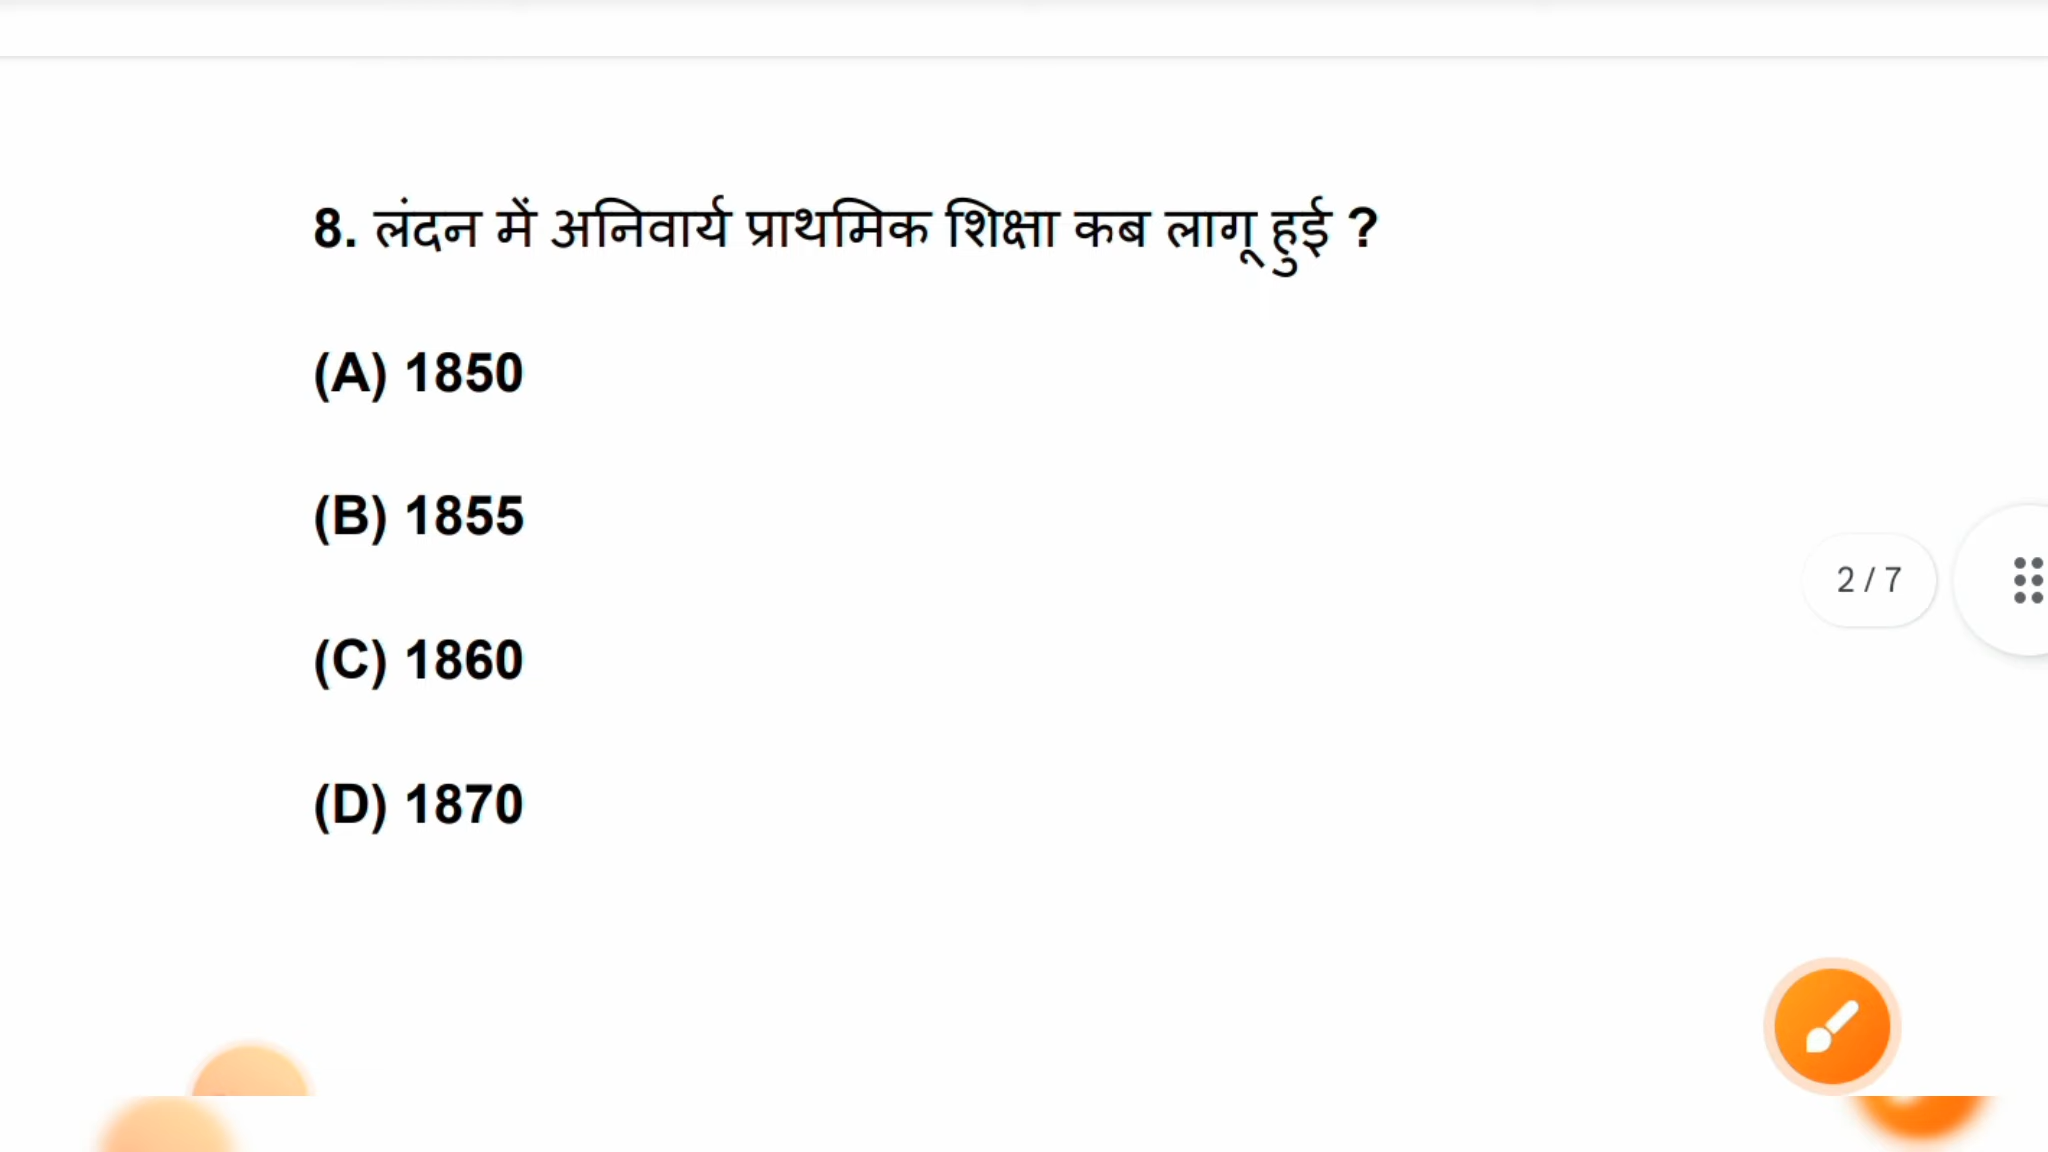 8. लंदन में अनिवार्य प्राथमिक शिक्षा कब लागू हुई ?
(A) 1850
(B) 1855
(C) 1860
(D) 1870
2 / 7